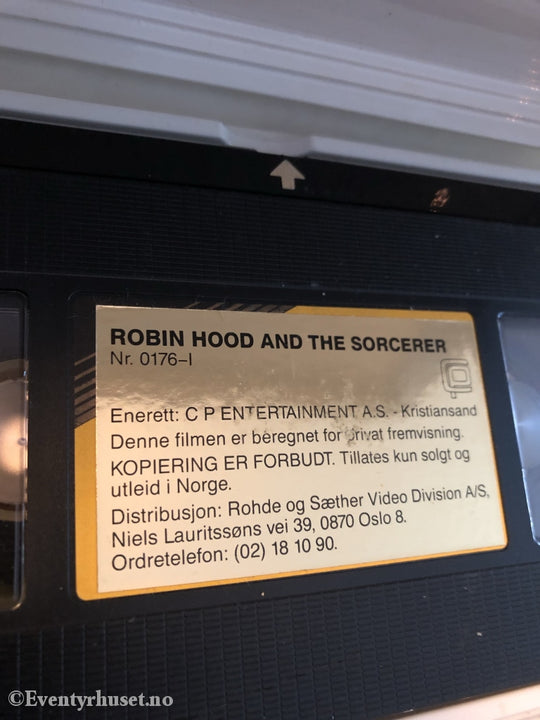 ROBIN HOOD AND THE SORCERER
Nr. 0176–I
Enerett: C P ENTERTAINMENT A.S. - Kristiansand
Denne filmen er beregnet for privat fremvisning.
KOPIERING ER FORBUDT. Tillates kun solgt og
utleid i Norge.
Distribusjon: Rohde og Sæther Video Division A/S,
Niels Lauritssøns vei 39, 0870 Oslo 8.
Ordretelefon: (02) 18 10 90.
©Eventyrhuset.no